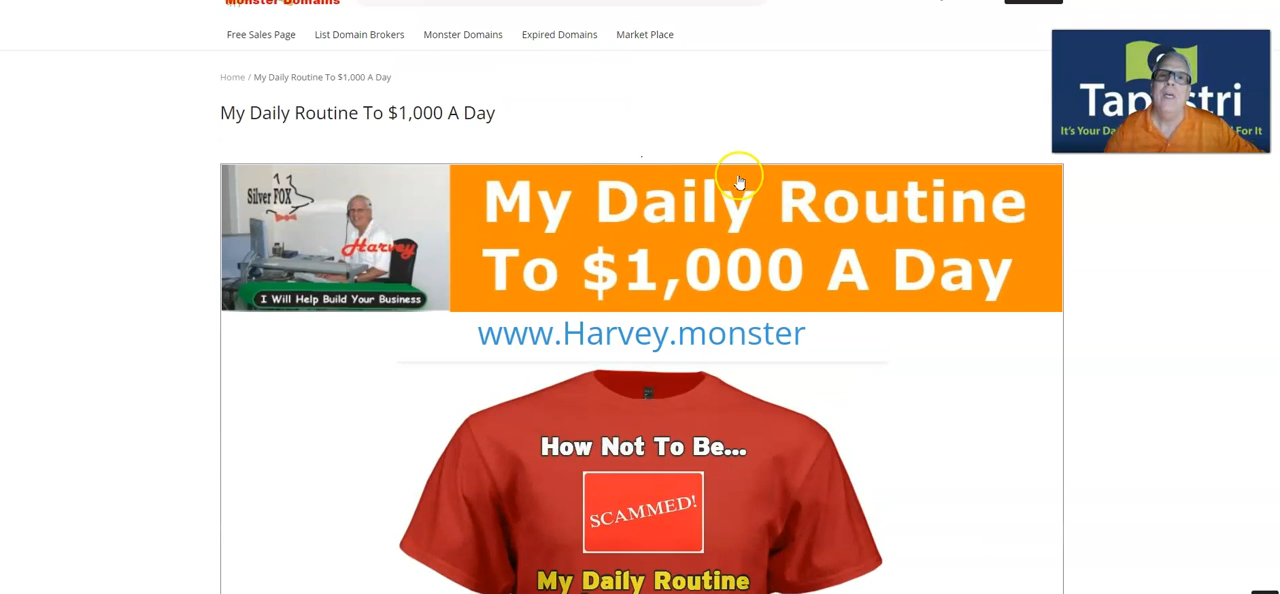 Monster Domains
Free Sales Page List Domain Brokers Monster Domains Expired Domains Market Place
Home / My Daily Routine To $1,000 A Day
My Daily Routine To $1,000 A Day
Silver FOX
Harvey
I Will Help Build Your Business
My Daily Routine
To $1,000 A Day
www.Harvey.monster
How Not To Be...
SCAMMED!
My Daily Routine
Tap stri
It's Your Da For It